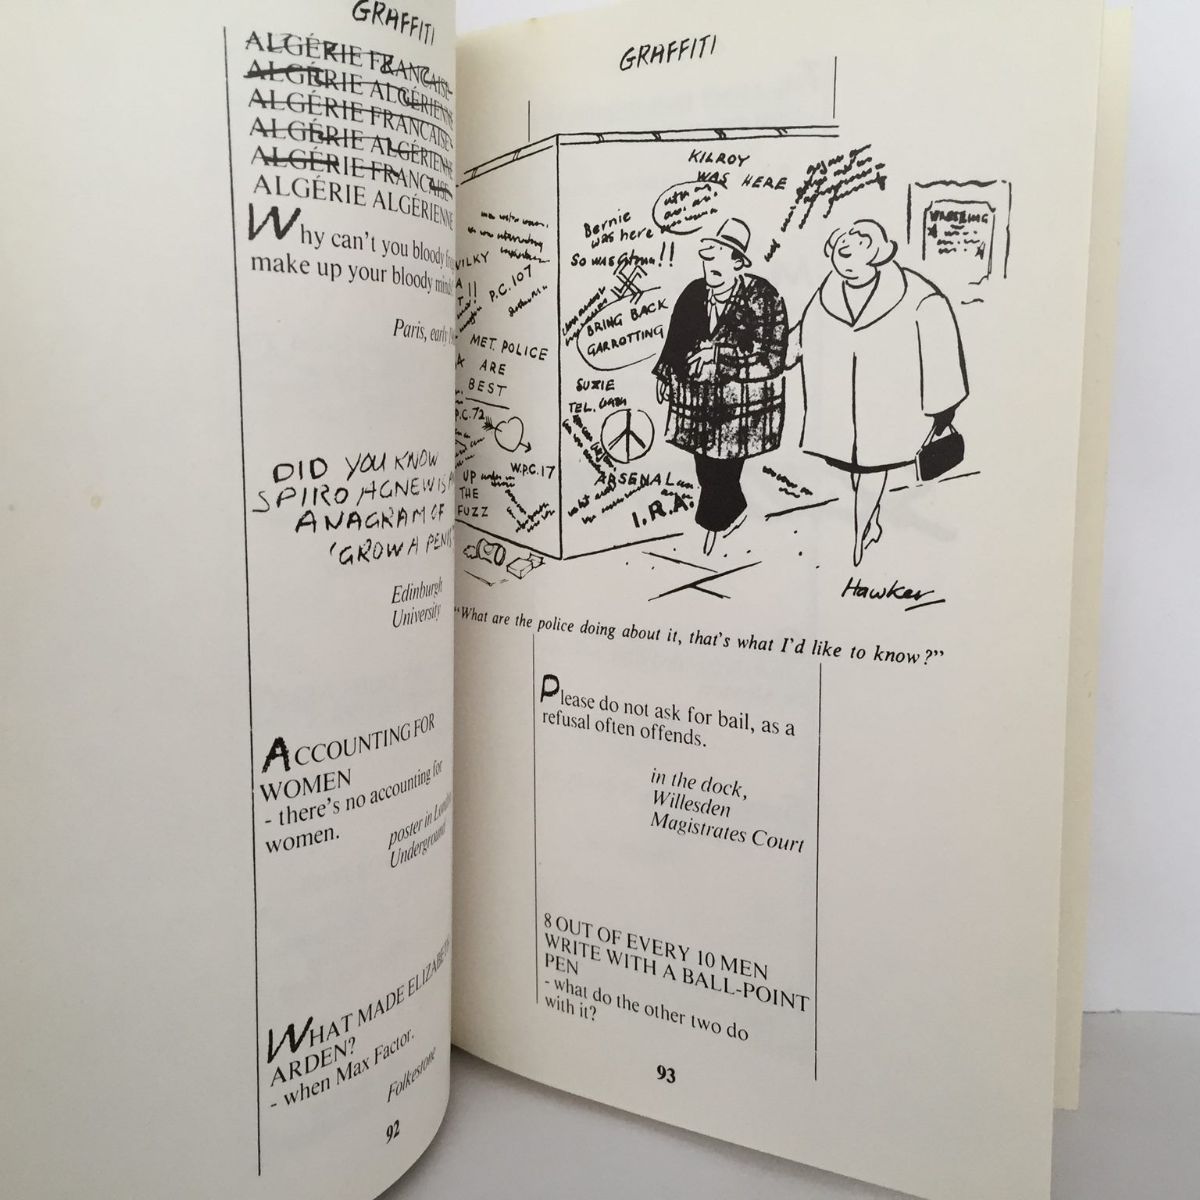 GRAFFITI
ALGÉRIE FRANÇAISE
ALGÉRIE ALGÉRIENNE
ALGÉRIE FRANÇAISE
ALGÉRIE ALGÉRIENNE
ALGÉRIE FRANÇAISE
ALGÉRIE ALGÉRIENNE
Why can't you bloody
make up your bloody
Paris, early
DID YOU KNOW
SPIRO AGNEW IS
ANAGRAM OF
'GROW A PENIS'
Edinburgh
University
ACCOUNTING FOR
WOMEN
- there's no accounting for
women.
poster in
Underground
WHAT MADE ELIZABETH
ARDEN?
- when Max Factor.
Folkestone
92
GRAFFITI
KILROY
WAS HERE
Bernie
was here
SO WAS !!
BRING BACK
GARROTTING
SUZIE
TEL.
ARSENAL
I.R.A.
P.C. 107
MET. POLICE
ARE
BEST
P.C. 72
W.P.C. 17
UP
THE
FUZZ
Hawker
"What are the police doing about it, that's what I'd like to know?"
Please do not ask for bail, as a
refusal often offends.
in the dock,
Willesden
Magistrates Court
8 OUT OF EVERY 10 MEN
WRITE WITH A BALL-POINT
PEN
- what do the other two do
with it?
93